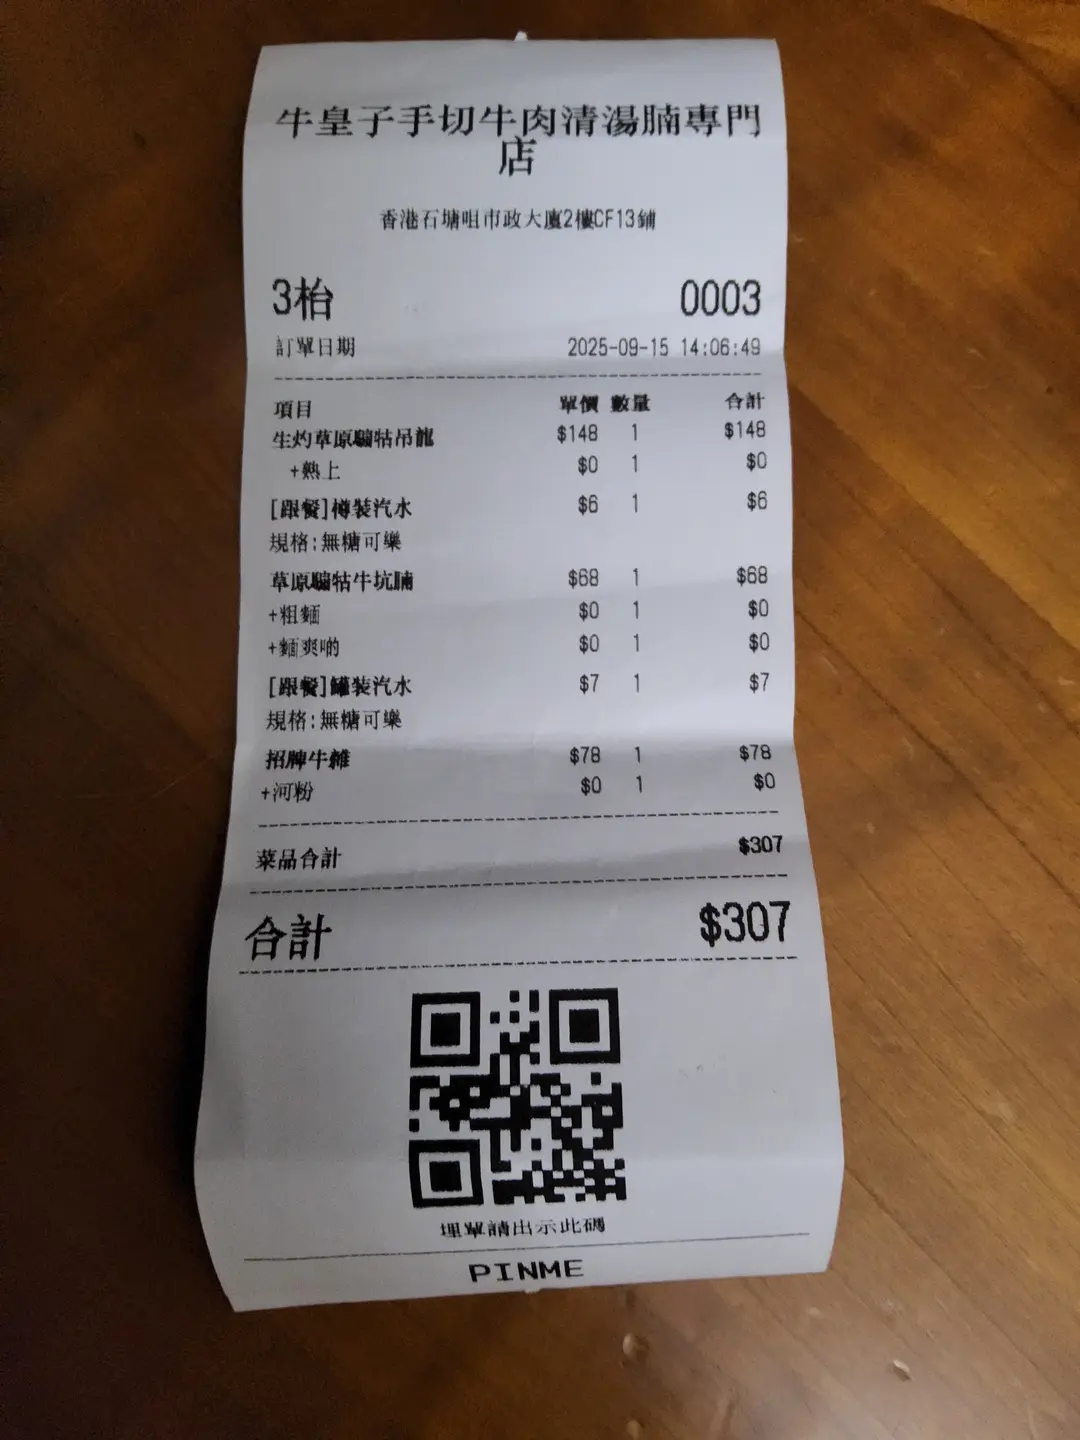 牛皇子手切牛肉清湯腩專門
店
香港石塘咀市政大廈2樓CF13鋪
3枱 0003
訂單日期 2025-09-15 14:06:49
項目 單價 數量 合計
生灼草原騸牯吊龍 $148 1 $148
+熟上 $0 1 $0
[跟餐]樽裝汽水 $6 1 $6
規格:無糖可樂
草原騸牯牛坑腩 $68 1 $68
+粗麵 $0 1 $0
+麵爽啲 $0 1 $0
[跟餐]罐裝汽水 $7 1 $7
規格:無糖可樂
招牌牛雜 $78 1 $78
+河粉 $0 1 $0
菜品合計 $307
合計 $307
埋單請出示此碼
PINME